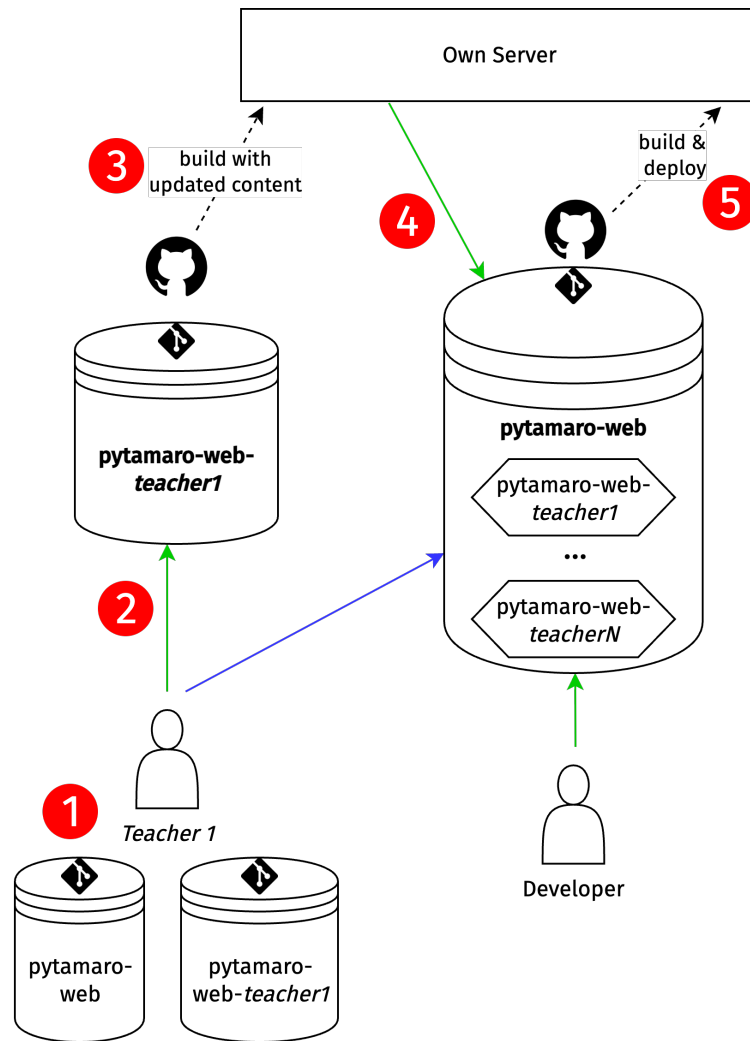 Own Server
3
build with
updated content
4
build &
deploy
5
pytamaro-web-
teacher1
pytamaro-web
pytamaro-web-
teacher1
...
pytamaro-web-
teacherN
2
1
Teacher 1
Developer
pytamaro-
web
pytamaro-
web-teacher1